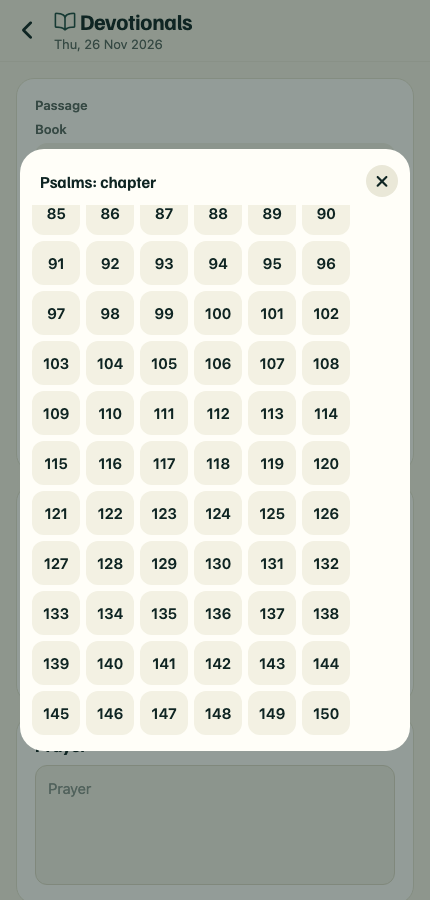 Devotionals
Thu, 26 Nov 2026
Passage
Book
Psalms: chapter
85 86 87 88 89 90
91 92 93 94 95 96
97 98 99 100 101 102
103 104 105 106 107 108
109 110 111 112 113 114
115 116 117 118 119 120
121 122 123 124 125 126
127 128 129 130 131 132
133 134 135 136 137 138
139 140 141 142 143 144
145 146 147 148 149 150
Prayer
Prayer